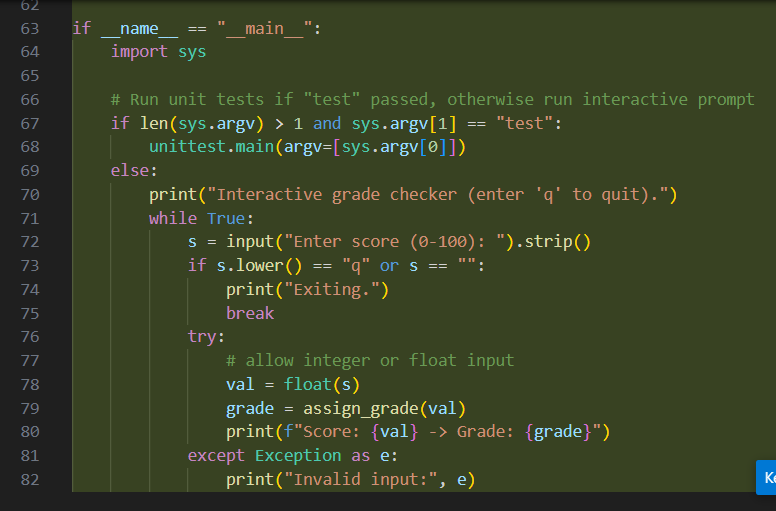 62
63 if __name__ == "__main__":
64     import sys
65
66     # Run unit tests if "test" passed, otherwise run interactive prompt
67     if len(sys.argv) > 1 and sys.argv[1] == "test":
68         unittest.main(argv=[sys.argv[0]])
69     else:
70         print("Interactive grade checker (enter 'q' to quit).")
71         while True:
72             s = input("Enter score (0-100): ").strip()
73             if s.lower() == "q" or s == "":
74                 print("Exiting.")
75                 break
76             try:
77                 # allow integer or float input
78                 val = float(s)
79                 grade = assign_grade(val)
80                 print(f"Score: {val} -> Grade: {grade}")
81             except Exception as e:
82                 print("Invalid input:", e)